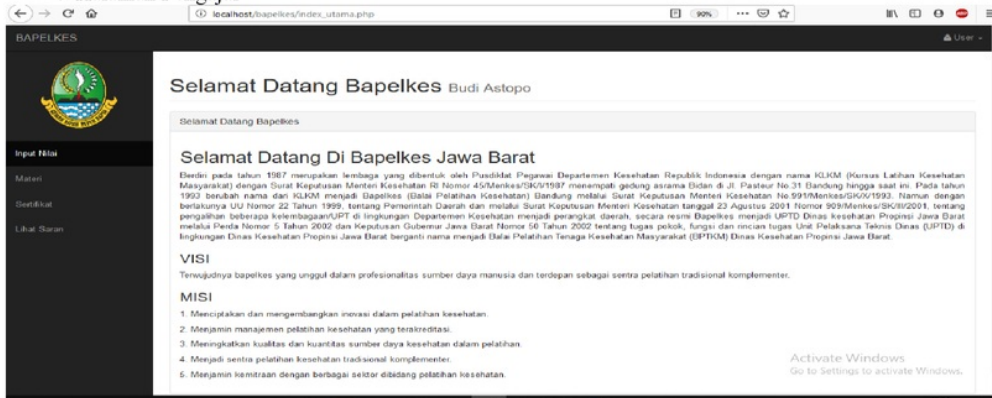 localhost/bapelkes/index_utama.php
90%
BAPELKES
User
Selamat Datang Bapelkes Budi Astopo
Selamat Datang Bapelkes
Input Nilai
Materi
Sertifikat
Lihat Saran
Selamat Datang Di Bapelkes Jawa Barat
Berdiri pada tahun 1987 merupakan lembaga yang dibentuk oleh Pusdiklat Pegawai Departemen Kesehatan Republik Indonesia dengan nama KLKM (Kursus Latihan Kesehatan
Masyarakat) dengan Surat Keputusan Menteri Kesehatan RI Nomor 45/Menkes/SK/I/1987 menempati gedung asrama Bidan di Jl. Pasteur No.31 Bandung hingga saat ini. Pada tahun
1993 berubah nama dari KLKM menjadi Bapelkes (Balai Pelatihan Kesehatan) Bandung melalui Surat Keputusan Menteri Kesehatan No.991/Menkes/SK/X/1993. Namun dengan
berlakunya UU Nomor 22 Tahun 1999, tentang Pemerintah Daerah dan melalui Surat Keputusan Menteri Kesehatan tanggal 23 Agustus 2001 Nomor 909/Menkes/SK/III/2001, tentang
pengalihan beberapa kelembagaan/UPT di lingkungan Departemen Kesehatan menjadi perangkat daerah, secara resmi Bapelkes menjadi UPTD Dinas kesehatan Propinsi Jawa Barat
melalui Perda Nomor 5 Tahun 2002 dan Keputusan Gubernur Jawa Barat Nomor 50 Tahun 2002 tentang tugas pokok, fungsi dan rincian tugas Unit Pelaksana Teknis Dinas (UPTD) di
lingkungan Dinas Kesehatan Propinsi Jawa Barat berganti nama menjadi Balai Pelatihan Tenaga Kesehatan Masyarakat (BPTKM) Dinas Kesehatan Propinsi Jawa Barat.
VISI
Terwujudnya bapelkes yang unggul dalam profesionalitas sumber daya manusia dan terdepan sebagai sentra pelatihan tradisional komplementer.
MISI
1. Menciptakan dan mengembangkan inovasi dalam pelatihan kesehatan.
2. Menjamin manajemen pelatihan kesehatan yang terakreditasi.
3. Meningkatkan kualitas dan kuantitas sumber daya kesehatan dalam pelatihan.
4. Menjadi sentra pelatihan kesehatan tradisional komplementer.
5. Menjamin kemitraan dengan berbagai sektor dibidang pelatihan kesehatan.
Activate Windows
Go to Settings to activate Windows.